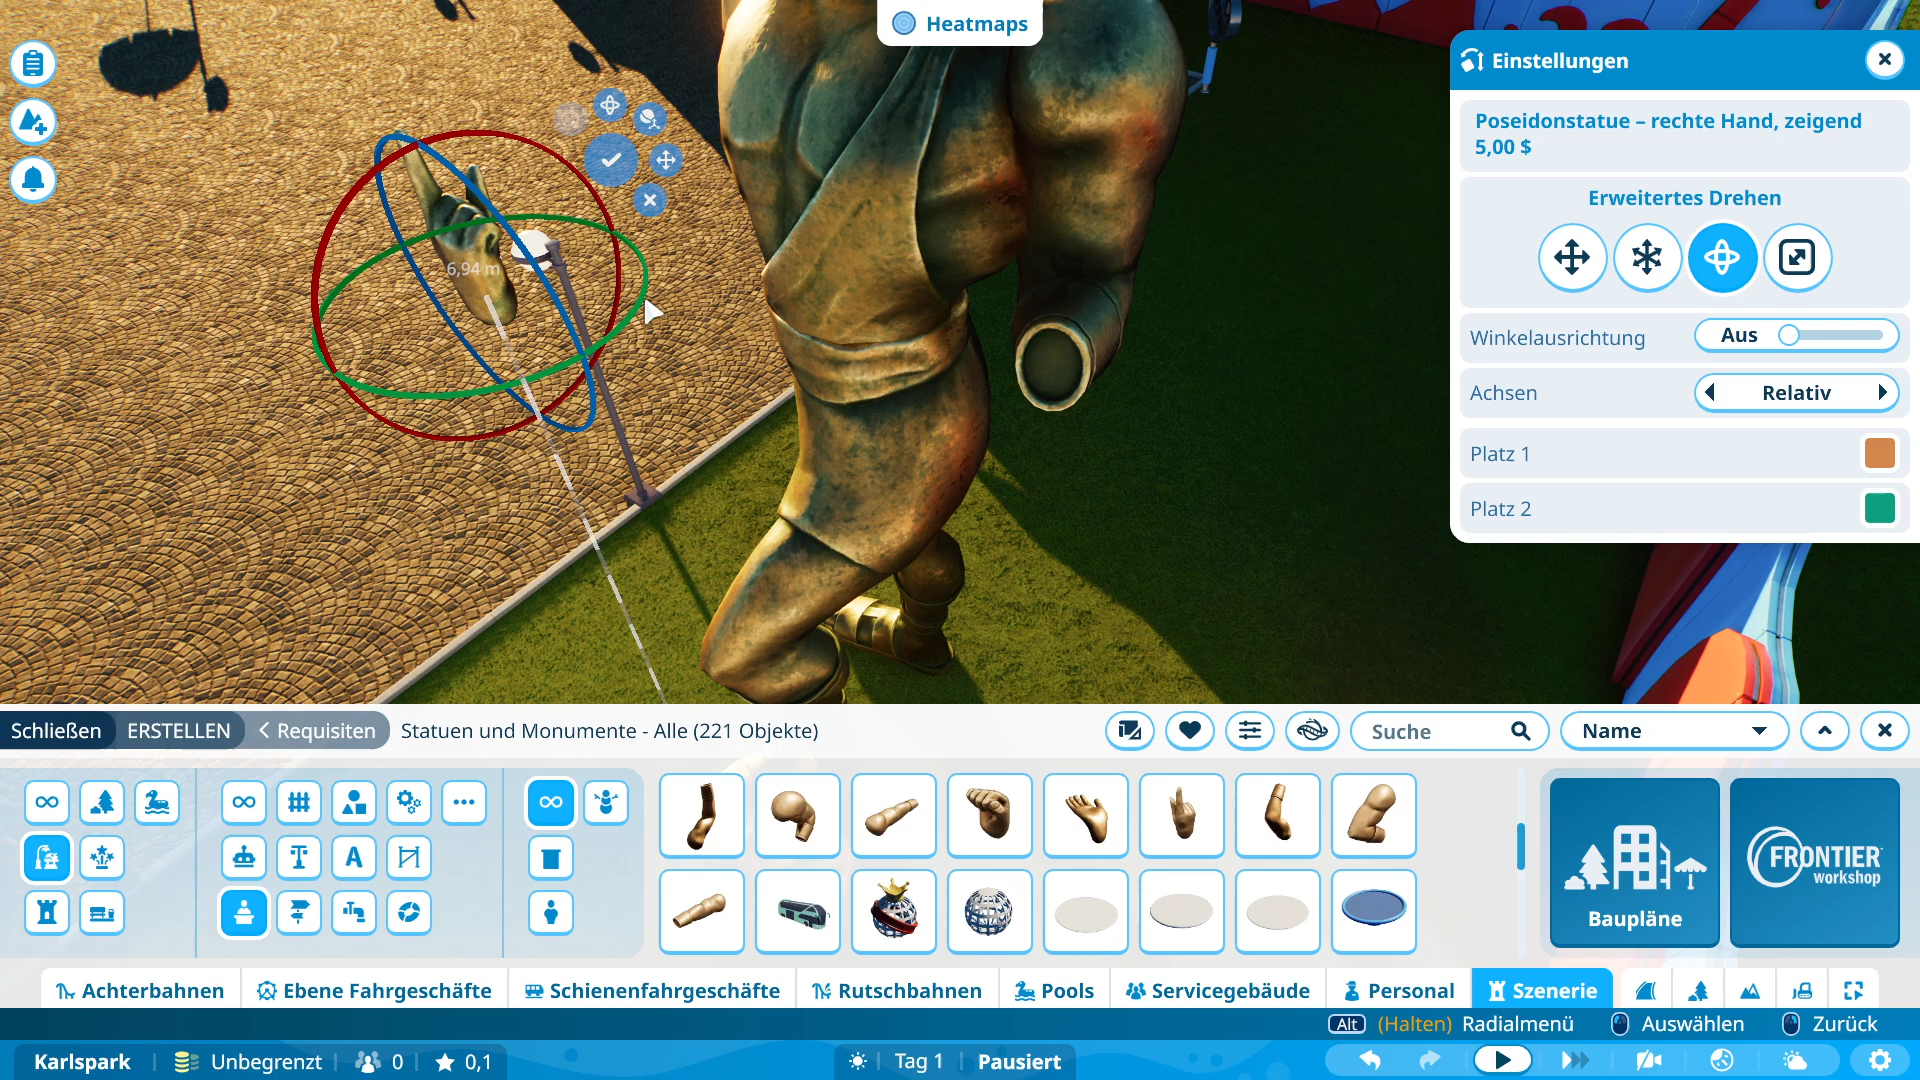 Heatmaps
Einstellungen
Poseidonstatue – rechte Hand, zeigend
5,00 $
Erweitertes Drehen
Winkelausrichtung Aus
Achsen Relativ
Platz 1
Platz 2
6,94 m
Schließen ERSTELLEN Requisiten Statuen und Monumente - Alle (221 Objekte) Suche Name
A
Baupläne
FRONTIER
workshop
Achterbahnen Ebene Fahrgeschäfte Schienenfahrgeschäfte Rutschbahnen Pools Servicegebäude Personal Szenerie
Alt (Halten) Radialmenü Auswählen Zurück
Karlspark Unbegrenzt 0 0,1 Tag 1 Pausiert